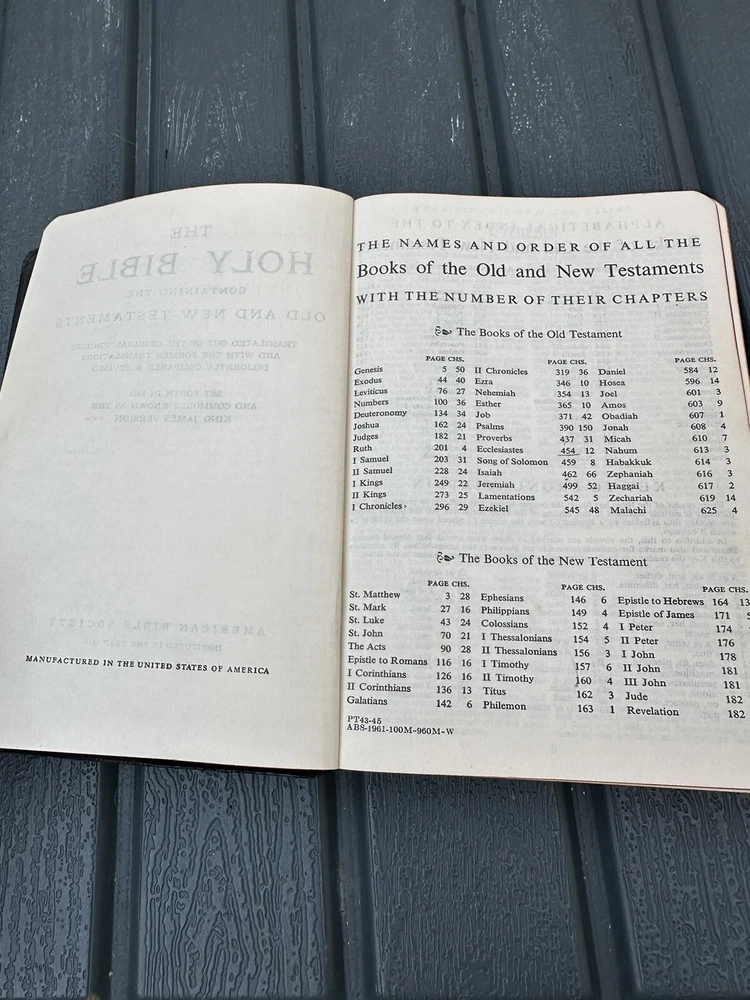 THE
HOLY BIBLE
CONTAINING THE
OLD AND NEW TESTAMENTS
TRANSLATED OUT OF THE ORIGINAL TONGUES
AND WITH THE FORMER TRANSLATIONS
DILIGENTLY COMPARED & REVISED
SET FORTH IN 1611
AND COMMONLY KNOWN AS THE
KING JAMES VERSION
AMERICAN BIBLE SOCIETY
MANUFACTURED IN THE UNITED STATES OF AMERICA
THE NAMES AND ORDER OF ALL THE
Books of the Old and New Testaments
WITH THE NUMBER OF THEIR CHAPTERS
The Books of the Old Testament
PAGE CHS. PAGE CHS. PAGE CHS.
Genesis 5 50 II Chronicles 319 36 Daniel 584 12
Exodus 44 40 Ezra 346 10 Hosea 596 14
Leviticus 76 27 Nehemiah 354 13 Joel 601 3
Numbers 100 36 Esther 365 10 Amos 603 9
Deuteronomy 134 34 Job 371 42 Obadiah 607 1
Joshua 162 24 Psalms 390 150 Jonah 608 4
Judges 182 21 Proverbs 437 31 Micah 610 7
Ruth 201 4 Ecclesiastes 454 12 Nahum 613 3
I Samuel 203 31 Song of Solomon 459 8 Habakkuk 614 3
II Samuel 228 24 Isaiah 462 66 Zephaniah 616 3
I Kings 249 22 Jeremiah 499 52 Haggai 617 2
II Kings 273 25 Lamentations 542 5 Zechariah 619 14
I Chronicles 296 29 Ezekiel 545 48 Malachi 625 4
The Books of the New Testament
PAGE CHS. PAGE CHS. PAGE CHS.
St. Matthew 3 28 Ephesians 146 6 Epistle to Hebrews 164 13
St. Mark 27 16 Philippians 149 4 Epistle of James 171 5
St. Luke 43 24 Colossians 152 4 I Peter 174
St. John 70 21 I Thessalonians 154 5 II Peter 176
The Acts 90 28 II Thessalonians 156 3 I John 178
Epistle to Romans 116 16 I Timothy 157 6 II John 181
I Corinthians 126 16 II Timothy 160 4 III John 181
II Corinthians 136 13 Titus 162 3 Jude 182
Galatians 142 6 Philemon 163 1 Revelation 182
PT43-45
ABS-1961-100M-960M-W